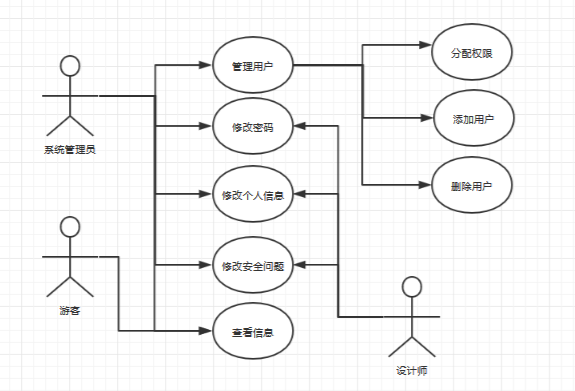 分配权限
管理用户
添加用户
修改密码
系统管理员
删除用户
修改个人信息
修改安全问题
游客
查看信息
设计师